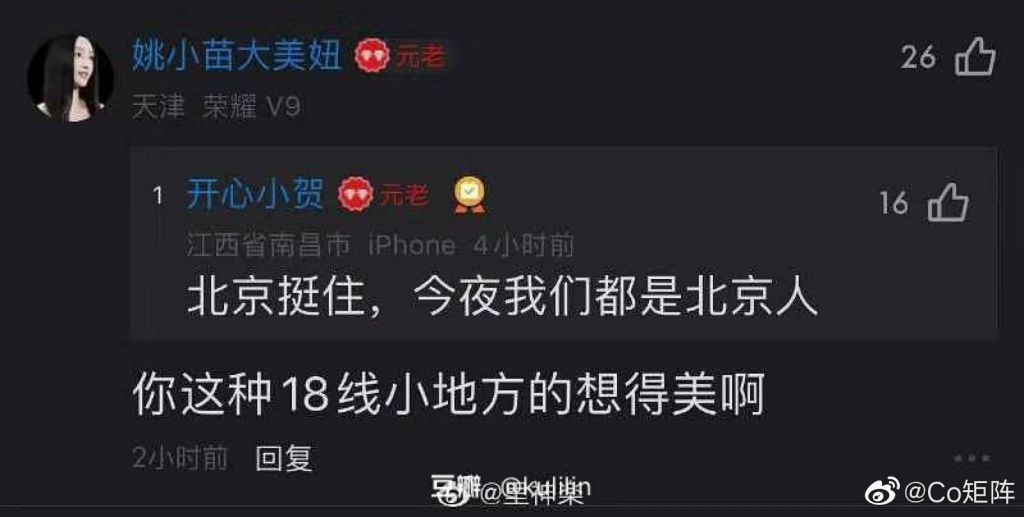 姚小苗大美妞 元老 26
天津 荣耀 V9
1 开心小贺 元老 16
江西省南昌市 iPhone 4小时前
北京挺住，今夜我们都是北京人
你这种18线小地方的想得美啊
2小时前 回复
豆瓣 @kulilin
@Co矩阵